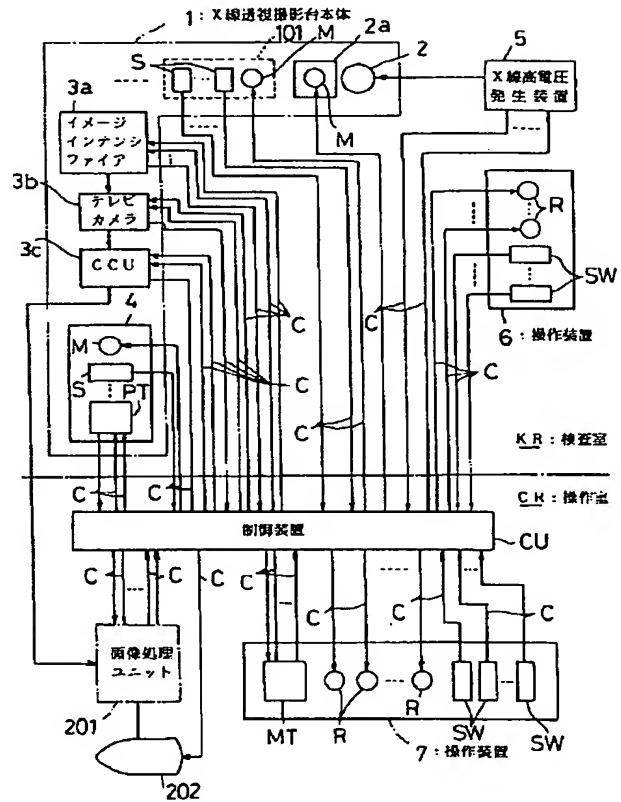 1：X線透視撮影台本体
101
M
2a
2
5
S
X線高電圧
発生装置
M
3a
イメージ
インテンシ
ファイア
3b
テレビ
カメラ
R
3c
CCU
C
C
SW
4
6：操作装置
M
S
PT
C
C
C
KR：検査室
C
C
CR：操作室
制御装置
CU
C
C
C
C
C
C
C
画像処理
ユニット
201
202
MT
R
R
SW
SW
7：操作装置